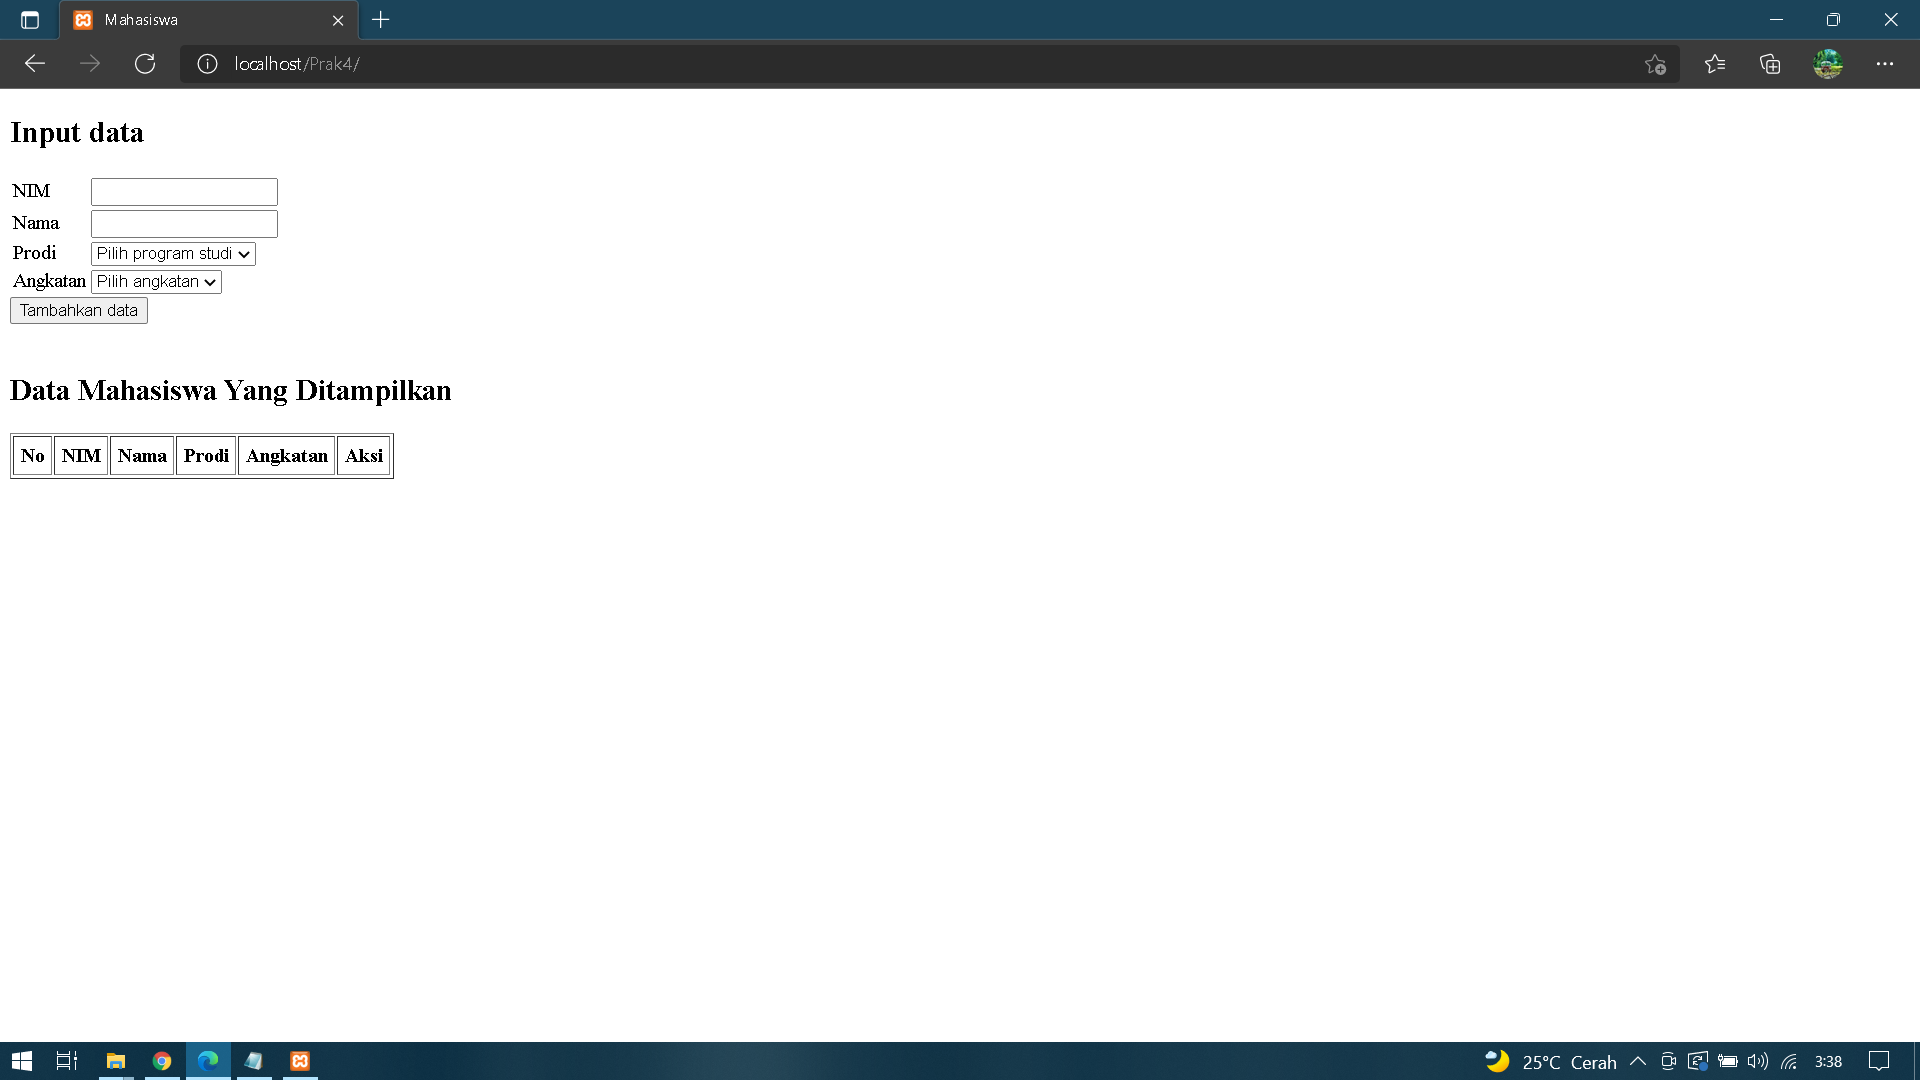 Mahasiswa
localhost/Prak4/
Input data
NIM
Nama
Prodi Pilih program studi
Angkatan Pilih angkatan
Tambahkan data
Data Mahasiswa Yang Ditampilkan
No NIM Nama Prodi Angkatan Aksi
25°C Cerah 3:38